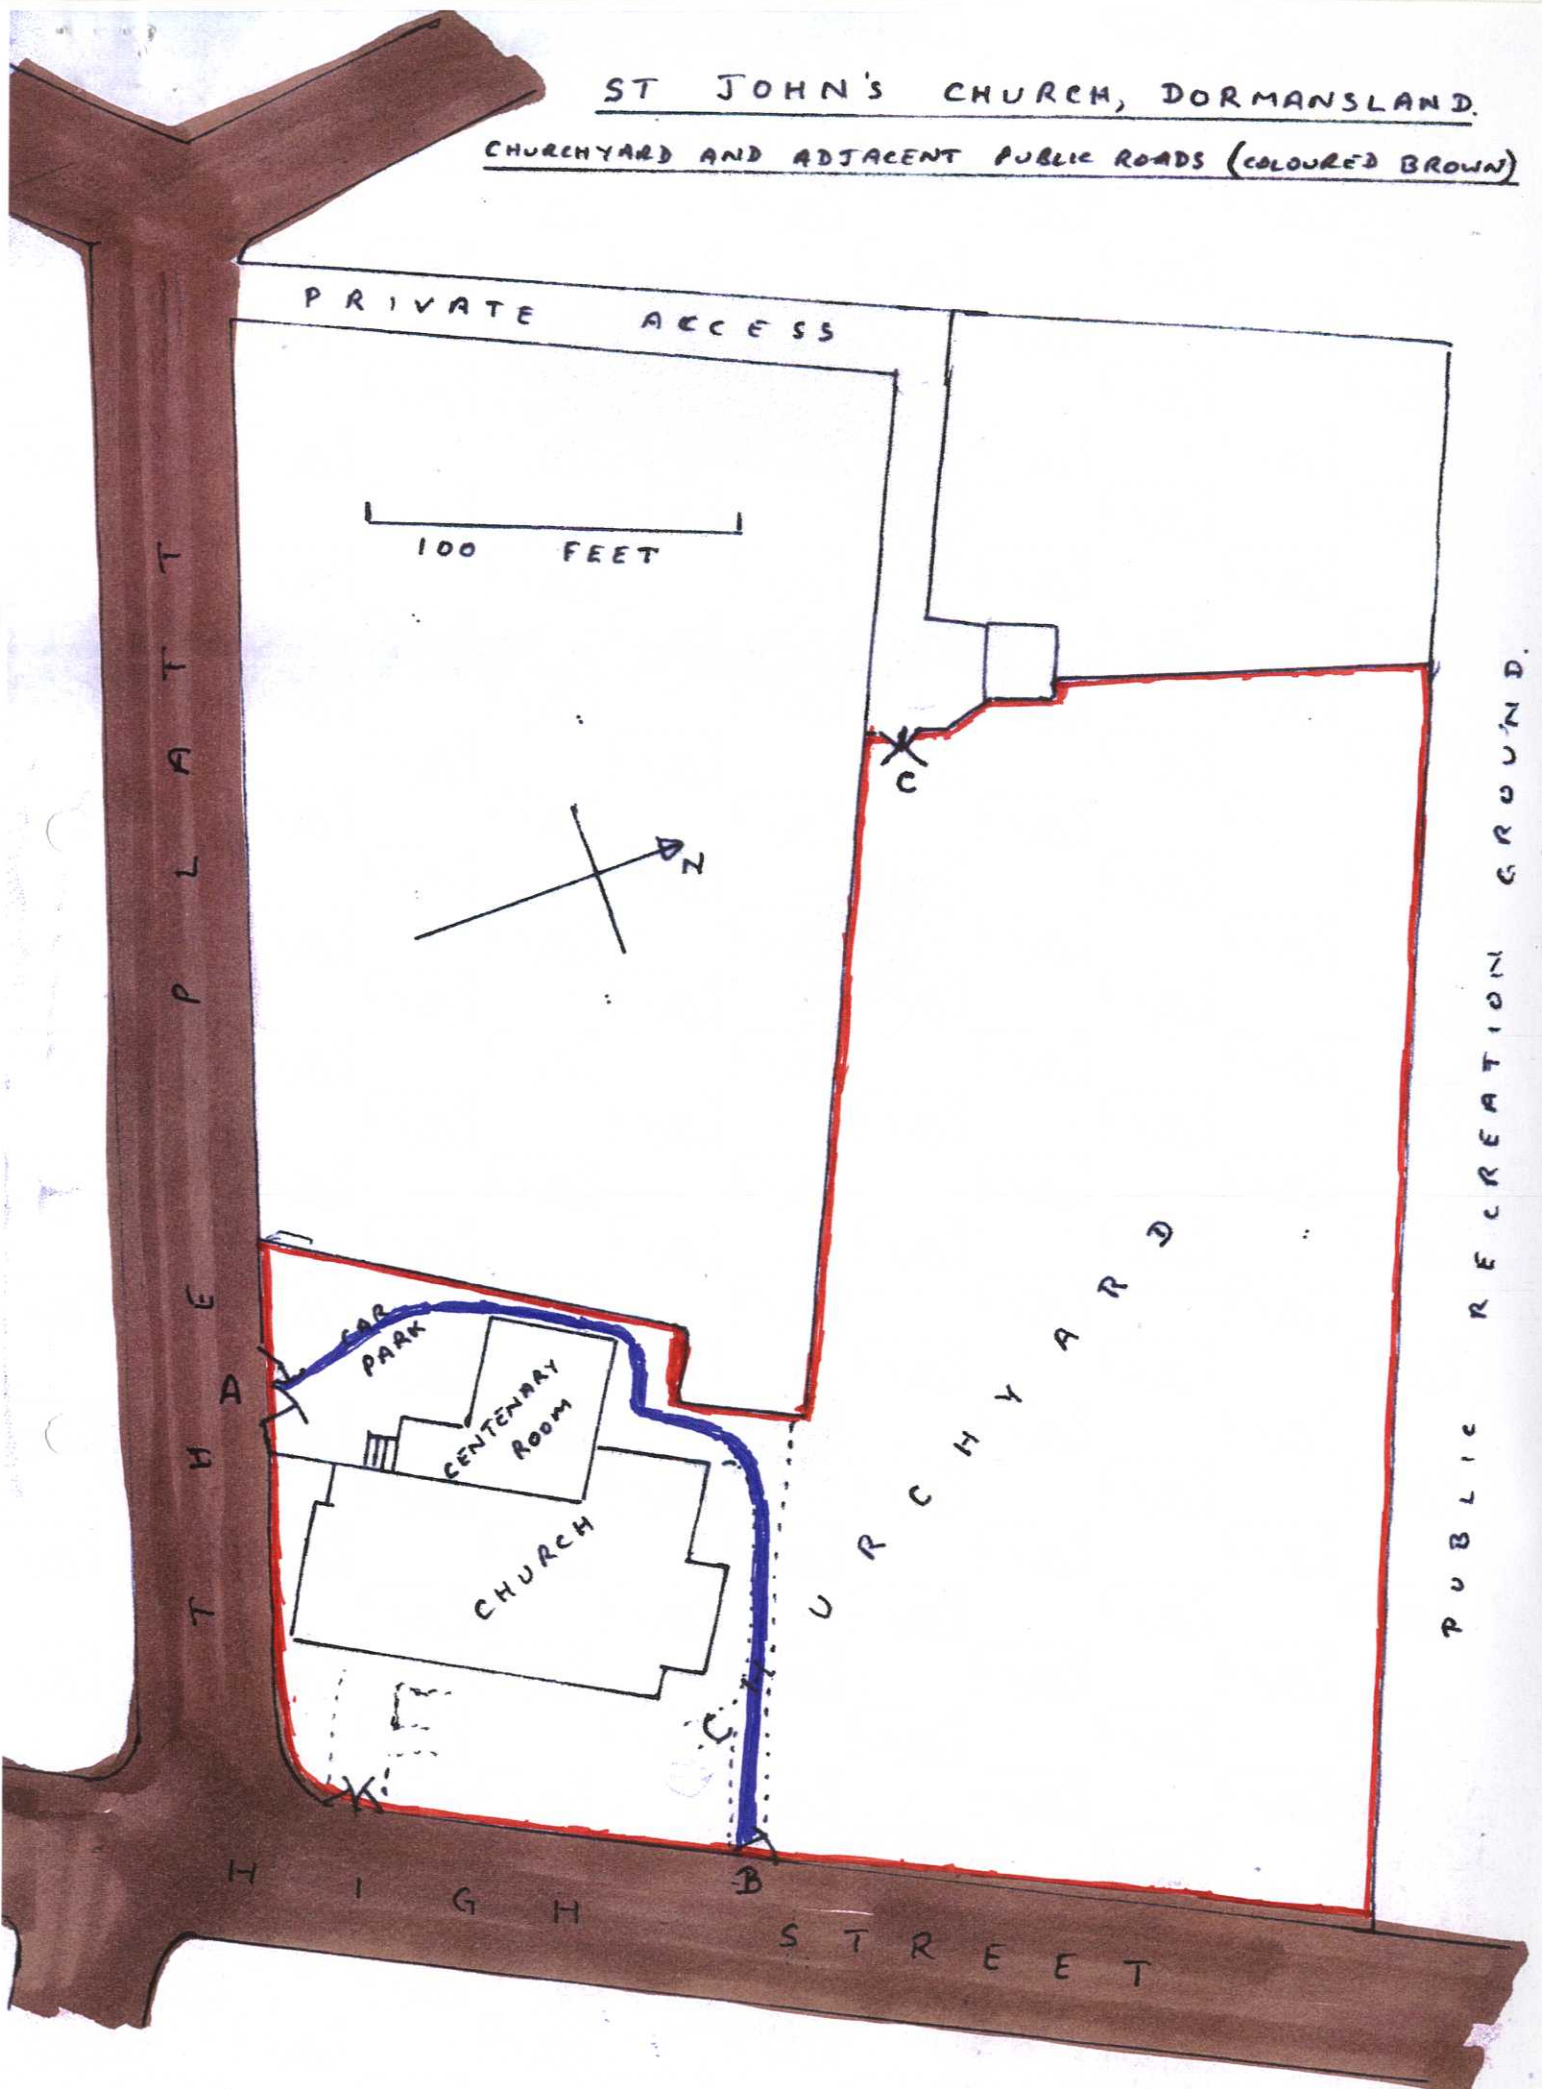 ST JOHN'S CHURCH, DORMANSLAND.
CHURCHYARD AND ADJACENT PUBLIC ROADS (COLOURED BROWN)
PRIVATE ACCESS
100 FEET
N
C
THE PLATT
PUBLIC RECREATION GROUND.
CHURCHYARD
A
CAR
PARK
CENTENARY
ROOM
CHURCH
B
HIGH STREET